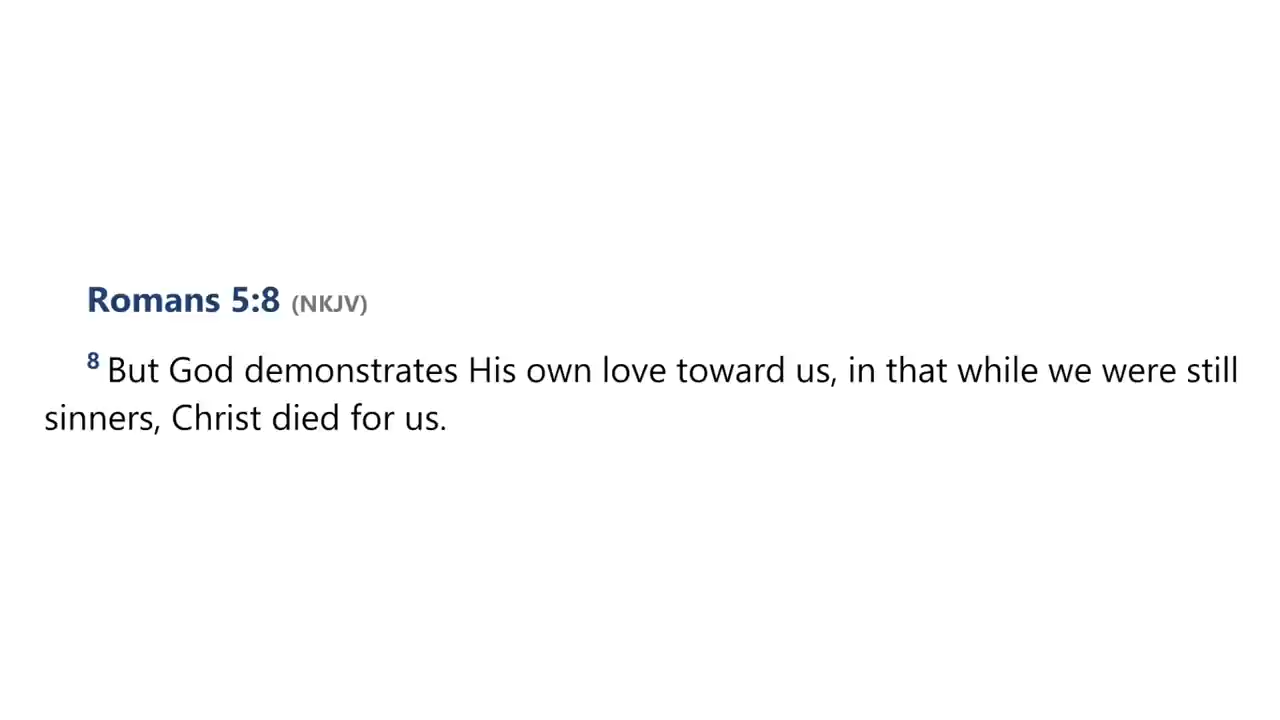 Romans 5:8 (NKJV)
8 But God demonstrates His own love toward us, in that while we were still
sinners, Christ died for us.